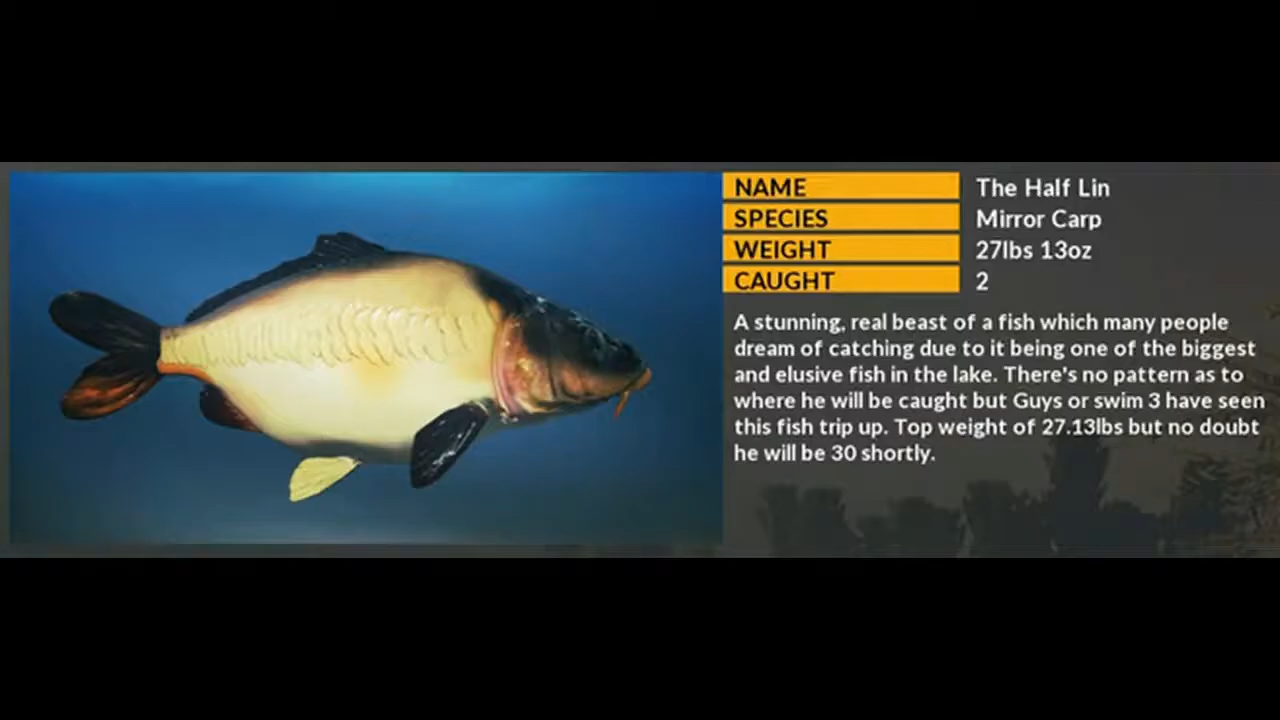 NAME The Half Lin
SPECIES Mirror Carp
WEIGHT 27lbs 13oz
CAUGHT 2
A stunning, real beast of a fish which many people
dream of catching due to it being one of the biggest
and elusive fish in the lake. There's no pattern as to
where he will be caught but Guys or swim 3 have seen
this fish trip up. Top weight of 27.13lbs but no doubt
he will be 30 shortly.